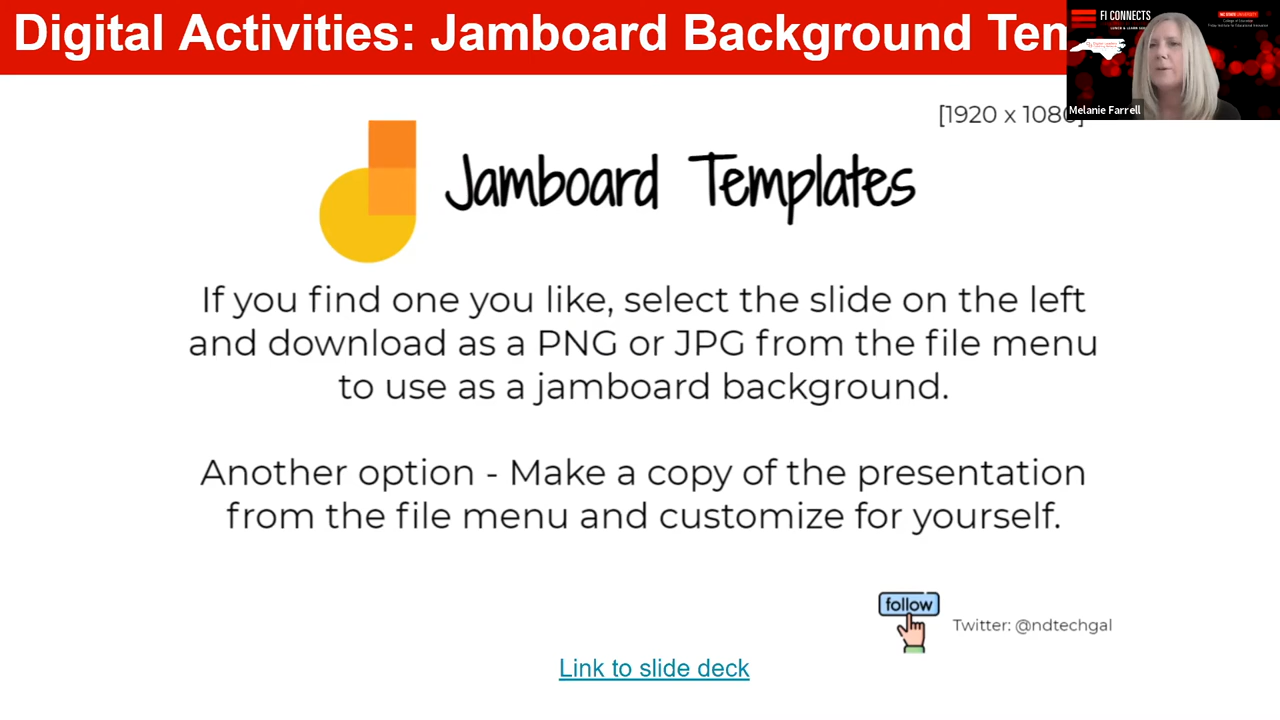 Digital Activities: Jamboard Background Tem
FI CONNECTS
Melanie Farrell
[1920 x 1080]
Jamboard Templates
If you find one you like, select the slide on the left
and download as a PNG or JPG from the file menu
to use as a jamboard background.
Another option - Make a copy of the presentation
from the file menu and customize for yourself.
follow
Twitter: @ndtechgal
Link to slide deck